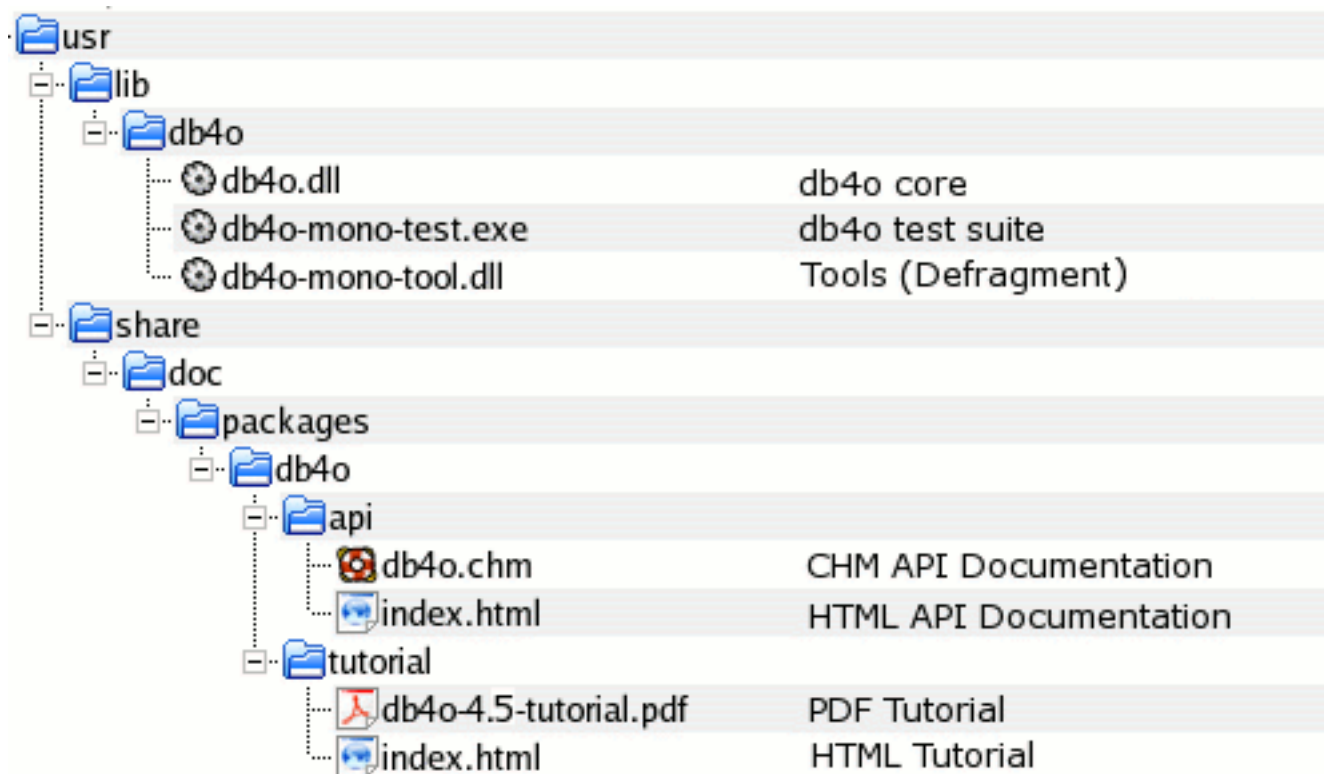 usr
lib
db4o
db4o.dll db4o core
db4o-mono-test.exe db4o test suite
db4o-mono-tool.dll Tools (Defragment)
share
doc
packages
db4o
api
db4o.chm CHM API Documentation
index.html HTML API Documentation
tutorial
db4o-4.5-tutorial.pdf PDF Tutorial
index.html HTML Tutorial